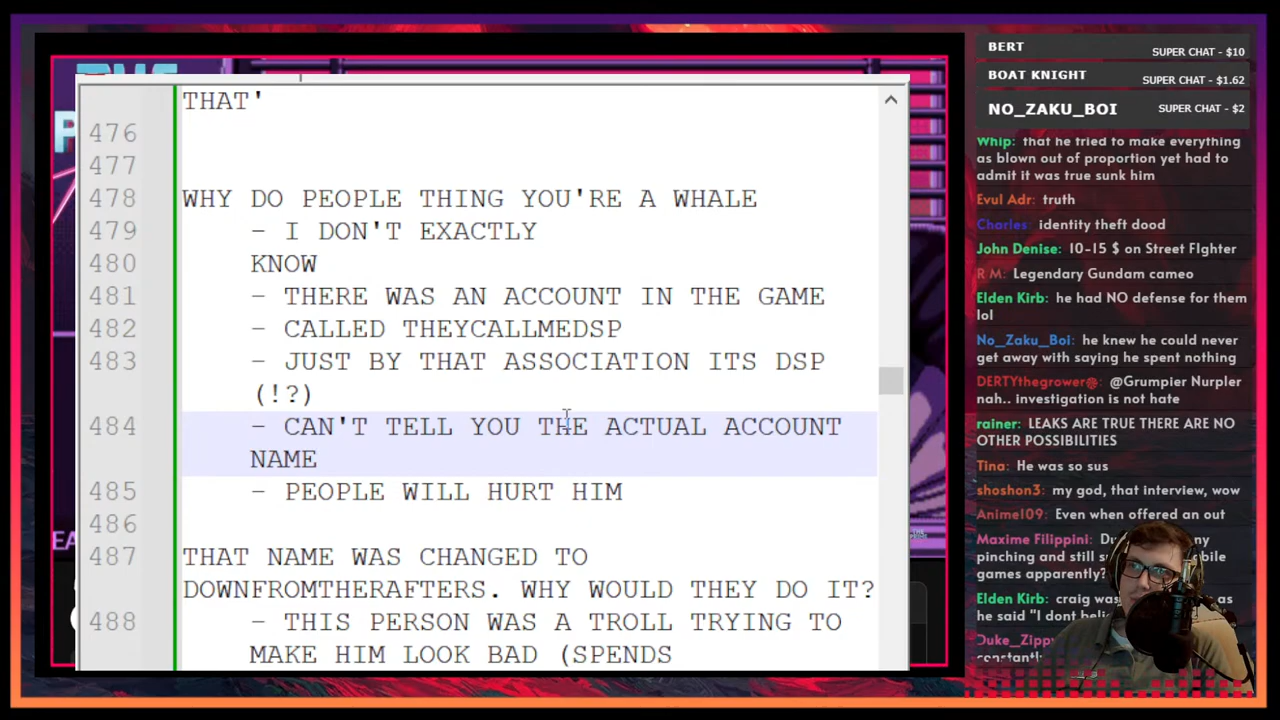 THAT'
476
477
478 WHY DO PEOPLE THING YOU'RE A WHALE
479 - I DON'T EXACTLY
480 KNOW
481 - THERE WAS AN ACCOUNT IN THE GAME
482 - CALLED THEYCALLMEDSP
483 - JUST BY THAT ASSOCIATION ITS DSP
(!?)
484 - CAN'T TELL YOU THE ACTUAL ACCOUNT
NAME
485 - PEOPLE WILL HURT HIM
486
487 THAT NAME WAS CHANGED TO
DOWNFROMTHERAFTERS. WHY WOULD THEY DO IT?
488 - THIS PERSON WAS A TROLL TRYING TO
MAKE HIM LOOK BAD (SPENDS
BERT SUPER CHAT - $10
BOAT KNIGHT SUPER CHAT - $1.62
NO_ZAKU_BOI SUPER CHAT - $2
Whip: that he tried to make everything
as blown out of proportion yet had to
admit it was true sunk him
Evul Adr: truth
Charles: identity theft dood
John Denise: 10-15 $ on Street FIghter
R M: Legendary Gundam cameo
Elden Kirb: he had NO defense for them
lol
No_Zaku_Boi: he knew he could never
get away with saying he spent nothing
DERTYthegrower: @Grumpier Nurpler
nah.. investigation is not hate
rainer: LEAKS ARE TRUE THERE ARE NO
OTHER POSSIBILITIES
Tina: He was so sus
shoshon3: my god, that interview, wow
Anime109: Even when offered an out
Maxime Filippini:
pinching and still
games apparently?
Elden Kirb: craig was as
he said "I dont
Duke_Zippy
constantly